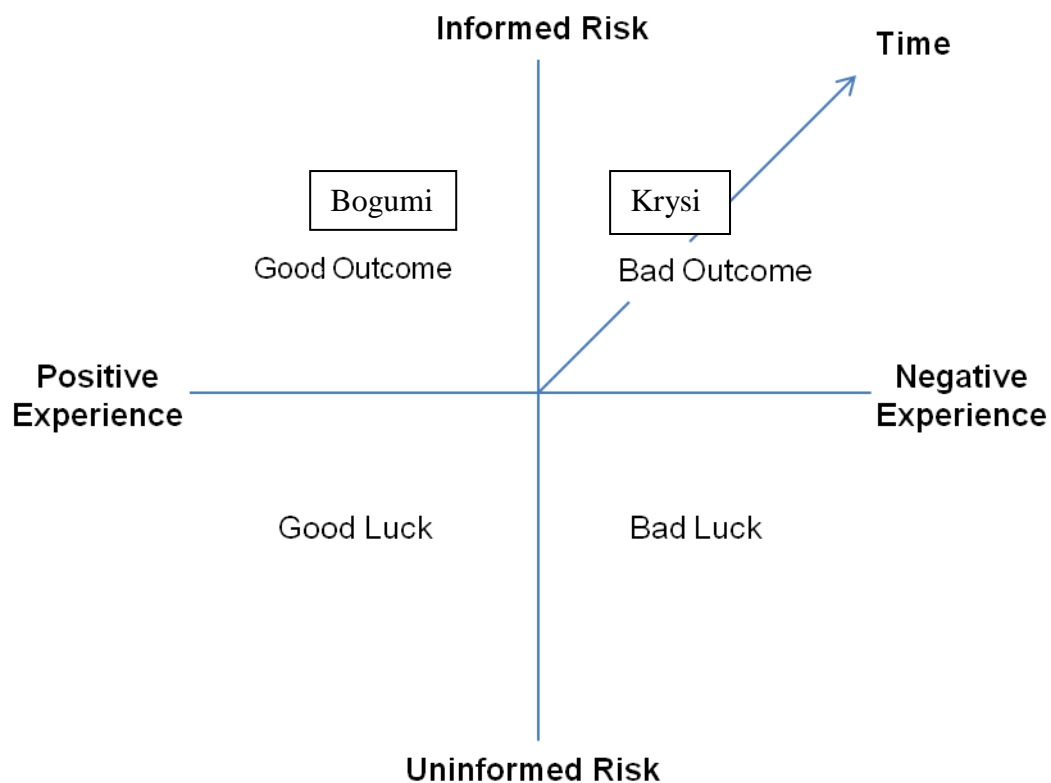 Informed Risk
Time
Bogumi
Krysi
Good Outcome
Bad Outcome
Positive
Experience
Negative
Experience
Good Luck
Bad Luck
Uninformed Risk